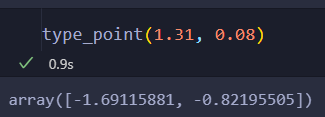 type_point(1.31, 0.08)
0.9s
array([-1.69115881, -0.82195505])